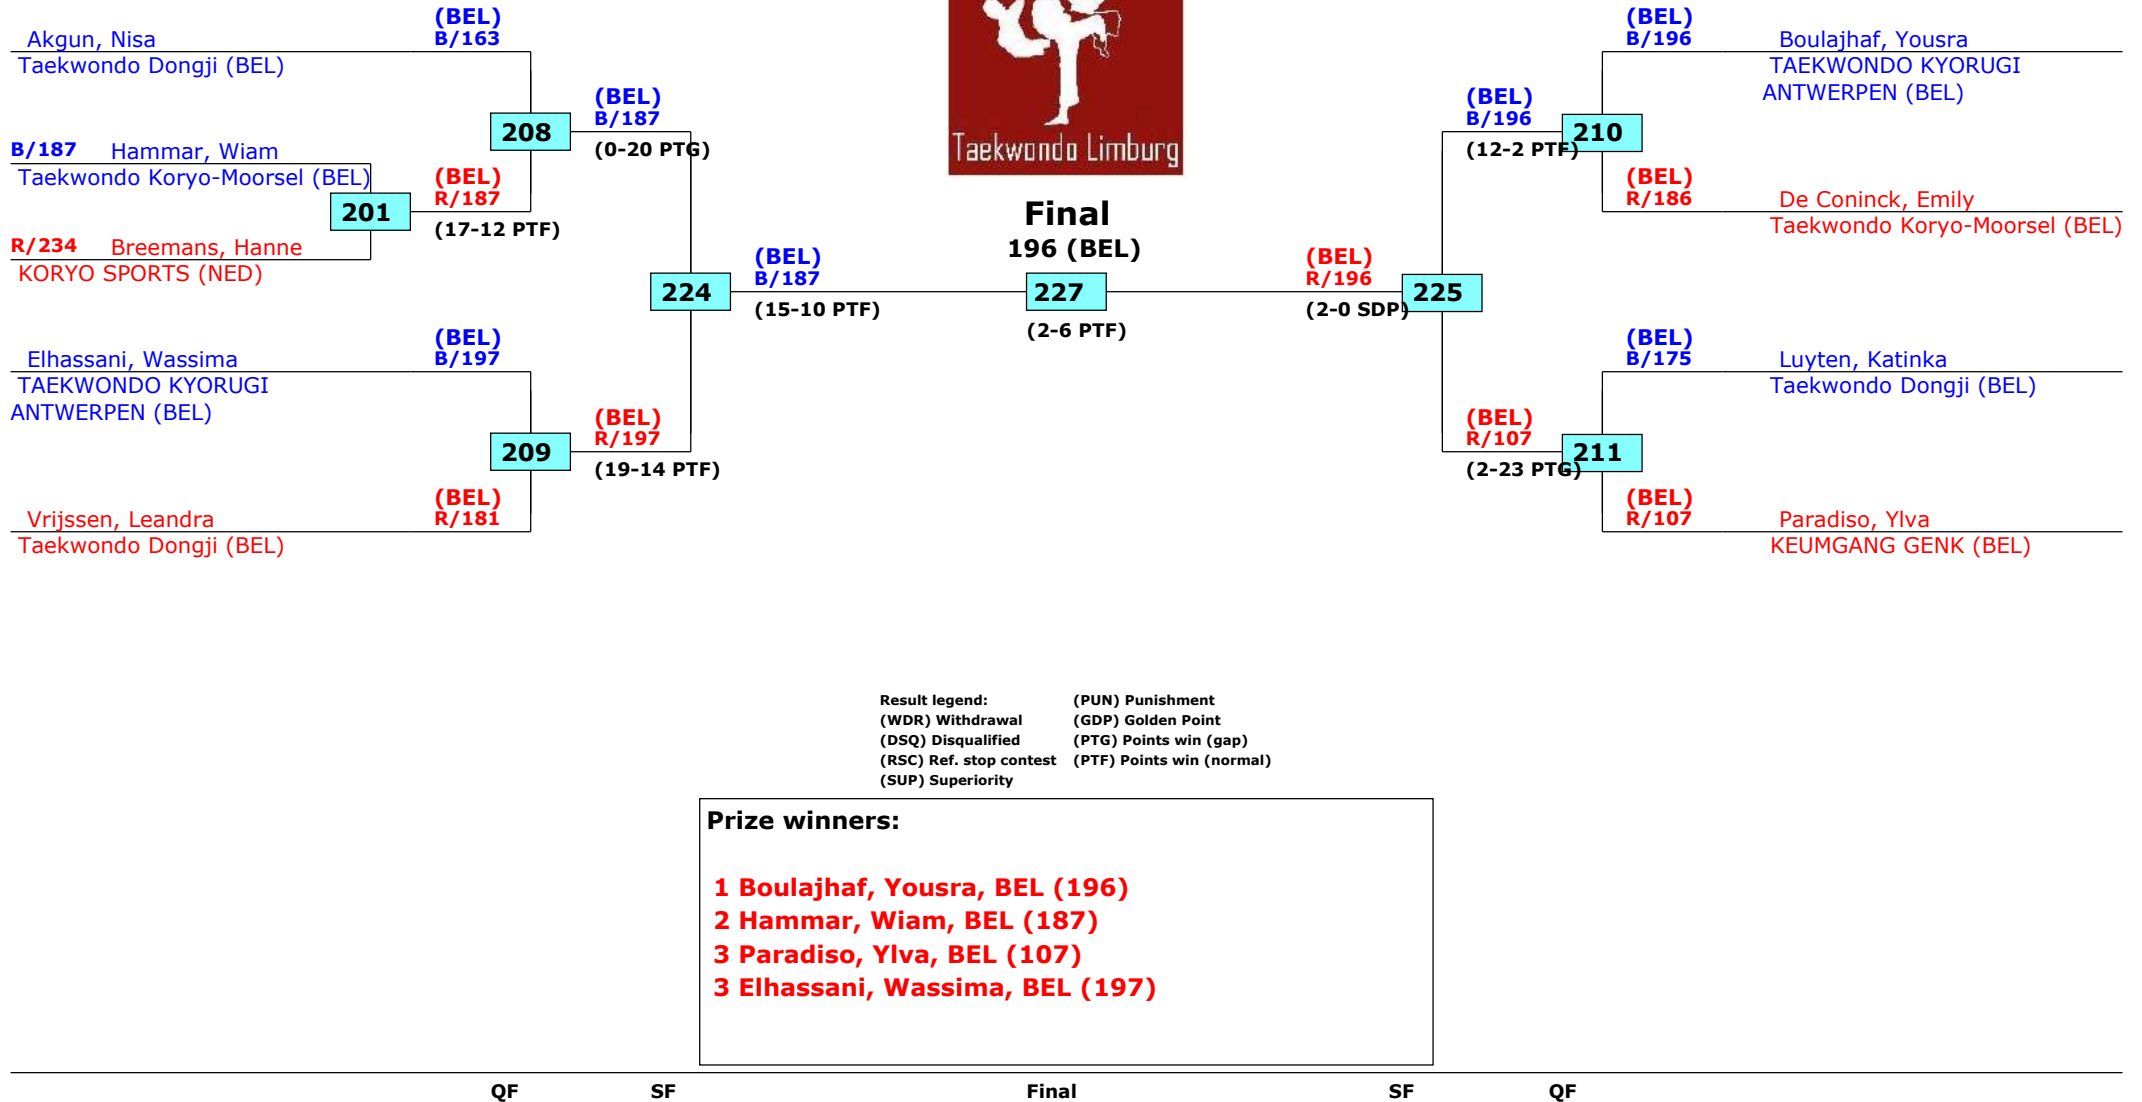 (BEL)
B/163
Akgun, Nisa
Taekwondo Dongji (BEL)
208
(BEL)
B/187
(0-20 PTG)
B/187 Hammar, Wiam
Taekwondo Koryo-Moorsel (BEL)
201
(BEL)
R/187
(17-12 PTF)
R/234 Breemans, Hanne
KORYO SPORTS (NED)
224
(BEL)
B/187
(15-10 PTF)
(BEL)
B/197
Elhassani, Wassima
TAEKWONDO KYORUGI
ANTWERPEN (BEL)
209
(BEL)
R/197
(19-14 PTF)
(BEL)
R/181
Vrijssen, Leandra
Taekwondo Dongji (BEL)
Taekwondo Limburg
Final
196 (BEL)
227
(2-6 PTF)
(BEL)
R/196
(2-0 SDP)
225
(BEL)
B/196
(12-2 PTF)
210
(BEL)
B/196
Boulajhaf, Yousra
TAEKWONDO KYORUGI
ANTWERPEN (BEL)
(BEL)
R/186
De Coninck, Emily
Taekwondo Koryo-Moorsel (BEL)
(BEL)
B/175
Luyten, Katinka
Taekwondo Dongji (BEL)
(BEL)
R/107
(2-23 PTG)
211
(BEL)
R/107
Paradiso, Ylva
KEUMGANG GENK (BEL)
Result legend: (PUN) Punishment
(WDR) Withdrawal (GDP) Golden Point
(DSQ) Disqualified (PTG) Points win (gap)
(RSC) Ref. stop contest (PTF) Points win (normal)
(SUP) Superiority
Prize winners:
1 Boulajhaf, Yousra, BEL (196)
2 Hammar, Wiam, BEL (187)
3 Paradiso, Ylva, BEL (107)
3 Elhassani, Wassima, BEL (197)
QF SF Final SF QF